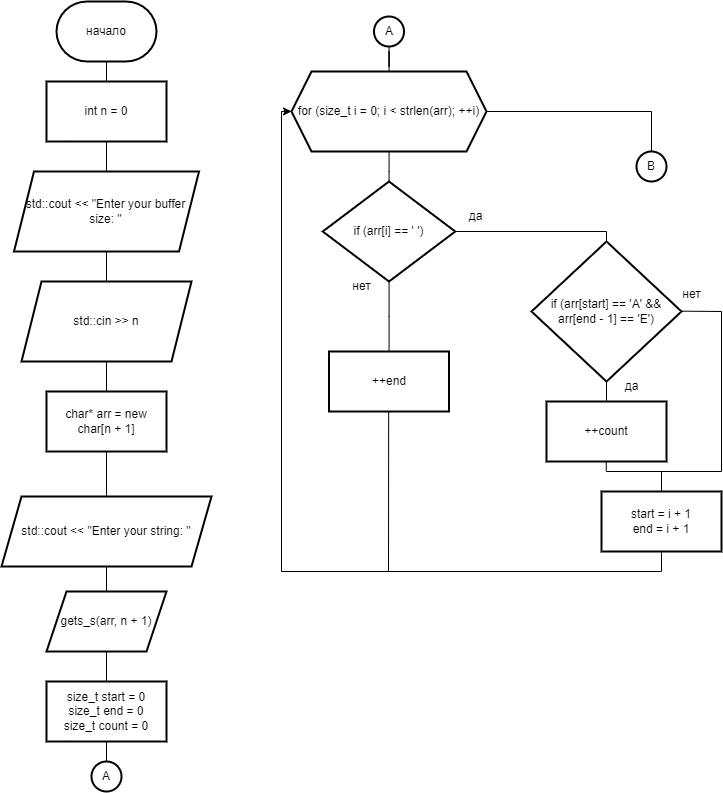 начало
int n = 0
std::cout << "Enter your buffer
size: "
std::cin >> n
char* arr = new
char[n + 1]
std::cout << "Enter your string: "
gets_s(arr, n + 1)
size_t start = 0
size_t end = 0
size_t count = 0
A
A
for (size_t i = 0; i < strlen(arr); ++i)
B
if (arr[i] == ' ')
да
нет
if (arr[start] == 'A' &&
arr[end - 1] == 'E')
нет
да
++end
++count
start = i + 1
end = i + 1